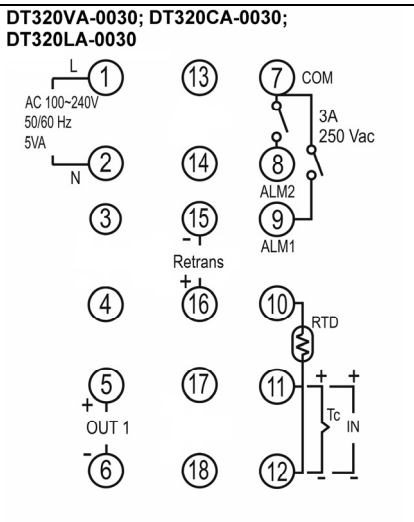 DT320VA-0030; DT320CA-0030;
DT320LA-0030
L
1
13
7
COM
AC 100~240V
50/60 Hz
5VA
3A
250 Vac
N
2
14
8
ALM2
3
15
9
-
ALM1
Retrans
+
4
16
10
RTD
5
17
11
+ +
+
OUT 1
Tc
IN
-
6
18
12
- -